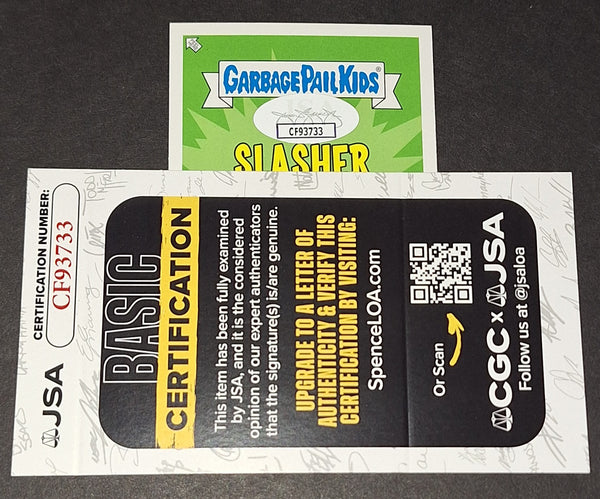 GARBAGE PAIL KIDS
CF93733
SLASHER
JSA
CERTIFICATION NUMBER:
CF93733
BASIC
CERTIFICATION
This item has been fully examined
by JSA, and it is the considered
opinion of our expert authenticators
that the signature(s) is/are genuine.
UPGRADE TO A LETTER OF
AUTHENTICITY & VERIFY THIS
CERTIFICATION BY VISITING:
SpenceLOA.com
Or Scan
CGC x JSA
Follow us at @jsaloa